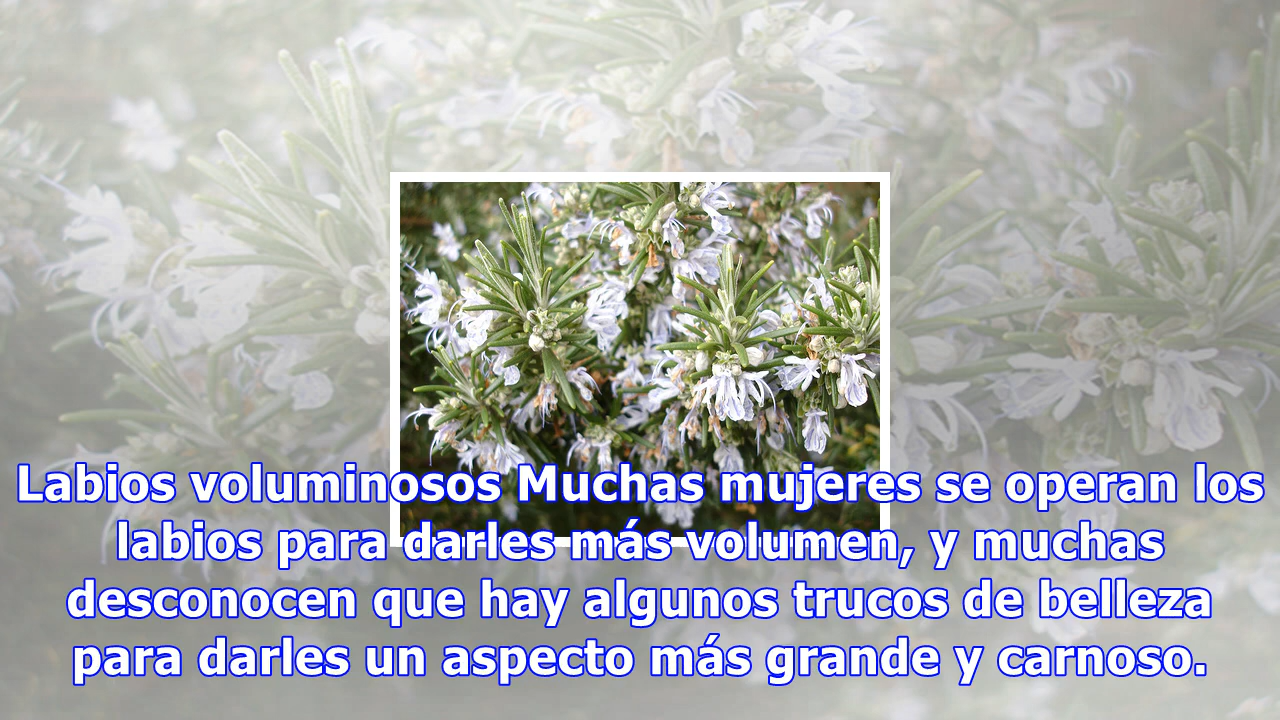 Labios voluminosos Muchas mujeres se operan los
labios para darles más volumen, y muchas
desconocen que hay algunos trucos de belleza
para darles un aspecto más grande y carnoso.